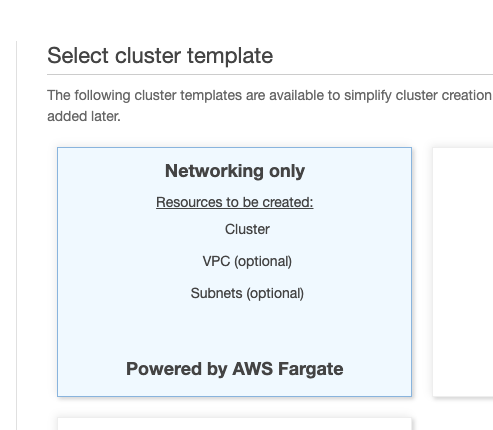 Select cluster template
The following cluster templates are available to simplify cluster creation
added later.
Networking only
Resources to be created:
Cluster
VPC (optional)
Subnets (optional)
Powered by AWS Fargate